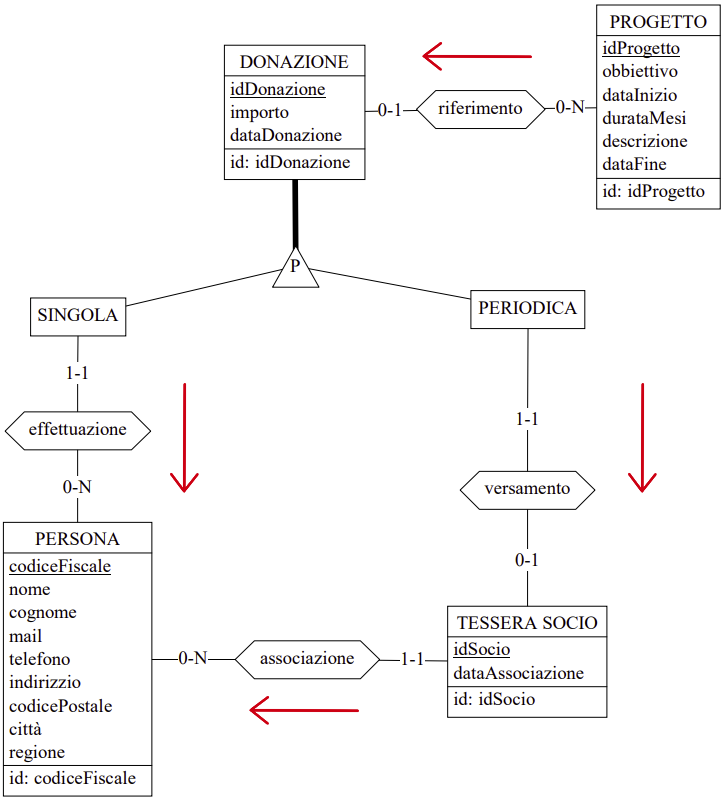 PROGETTO
idProgetto
obbiettivo
dataInizio
durataMesi
descrizione
dataFine
id: idProgetto
DONAZIONE
idDonazione
importo
dataDonazione
id: idDonazione
0-1
riferimento
0-N
P
SINGOLA
PERIODICA
1-1
effettuazione
0-N
1-1
versamento
0-1
PERSONA
codiceFiscale
nome
cognome
mail
telefono
indirizzo
codicePostale
città
regione
id: codiceFiscale
0-N
associazione
1-1
TESSERA SOCIO
idSocio
dataAssociazione
id: idSocio